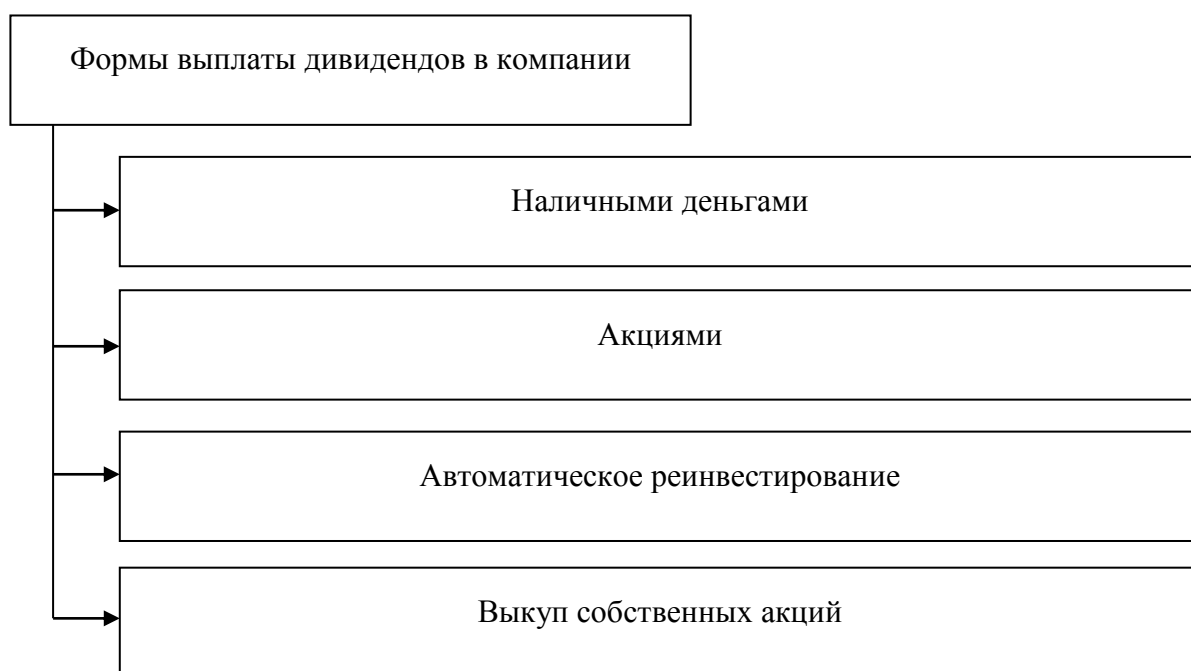 Формы выплаты дивидендов в компании
Наличными деньгами
Акциями
Автоматическое реинвестирование
Выкуп собственных акций